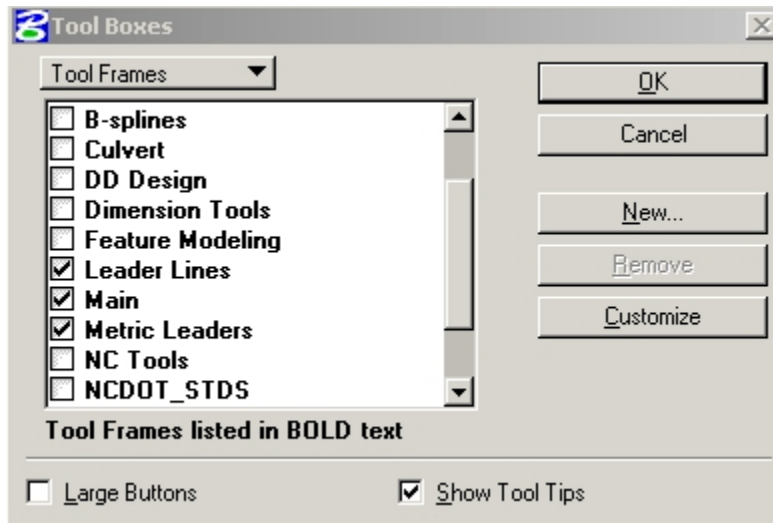 Tool Boxes
Tool Frames
B-splines
Culvert
DD Design
Dimension Tools
Feature Modeling
Leader Lines
Main
Metric Leaders
NC Tools
NCDOT_STDS
Tool Frames listed in BOLD text
OK
Cancel
New...
Remove
Customize
Large Buttons
Show Tool Tips